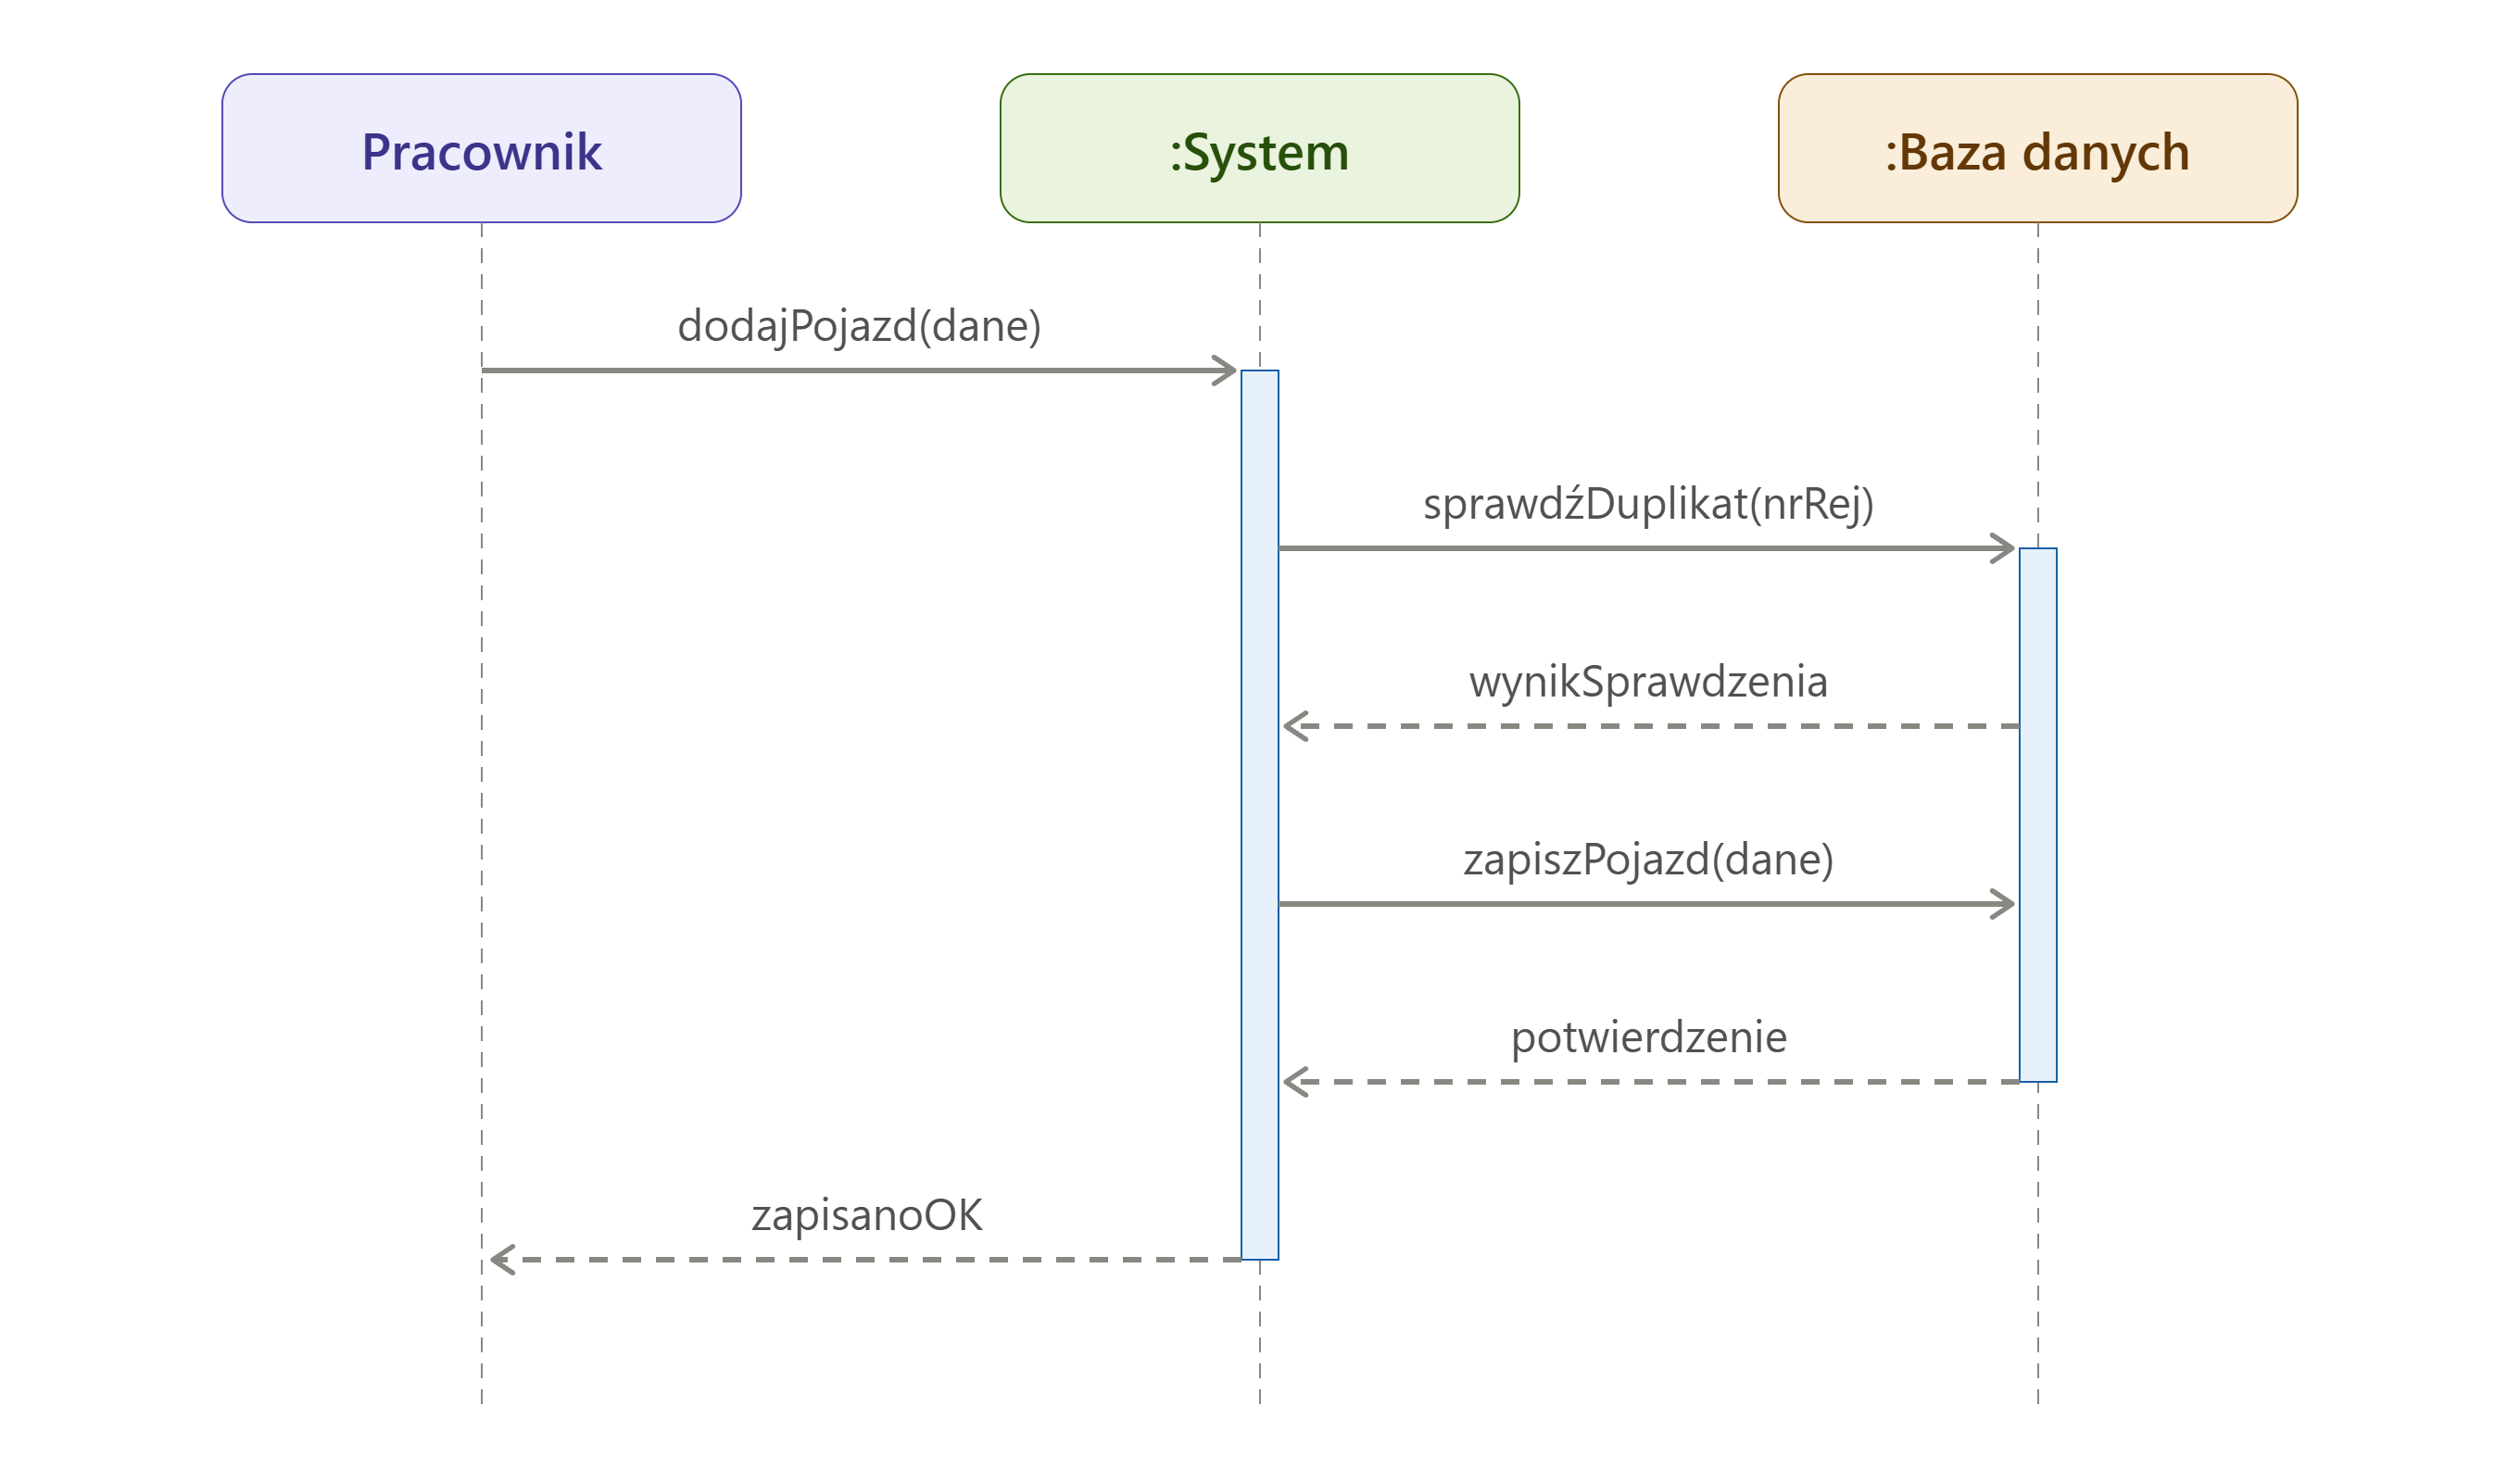 Pracownik
:System
:Baza danych
dodajPojazd(dane)
sprawdźDuplikat(nrRej)
wynikSprawdzenia
zapiszPojazd(dane)
potwierdzenie
zapisanoOK